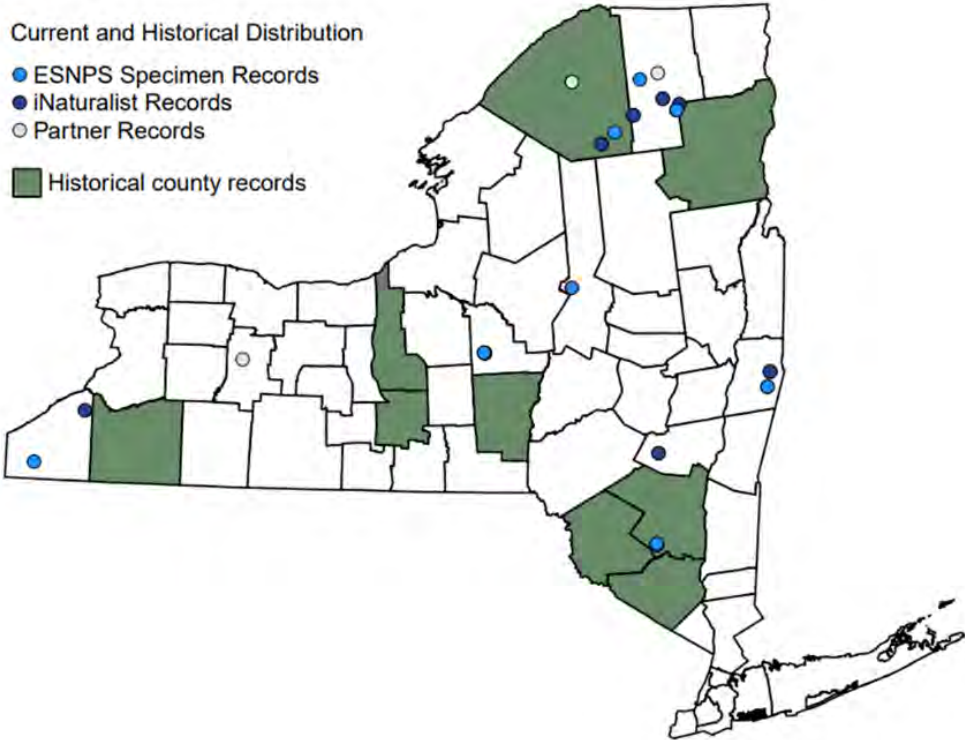 Current and Historical Distribution
ESNPS Specimen Records
iNaturalist Records
Partner Records
Historical county records